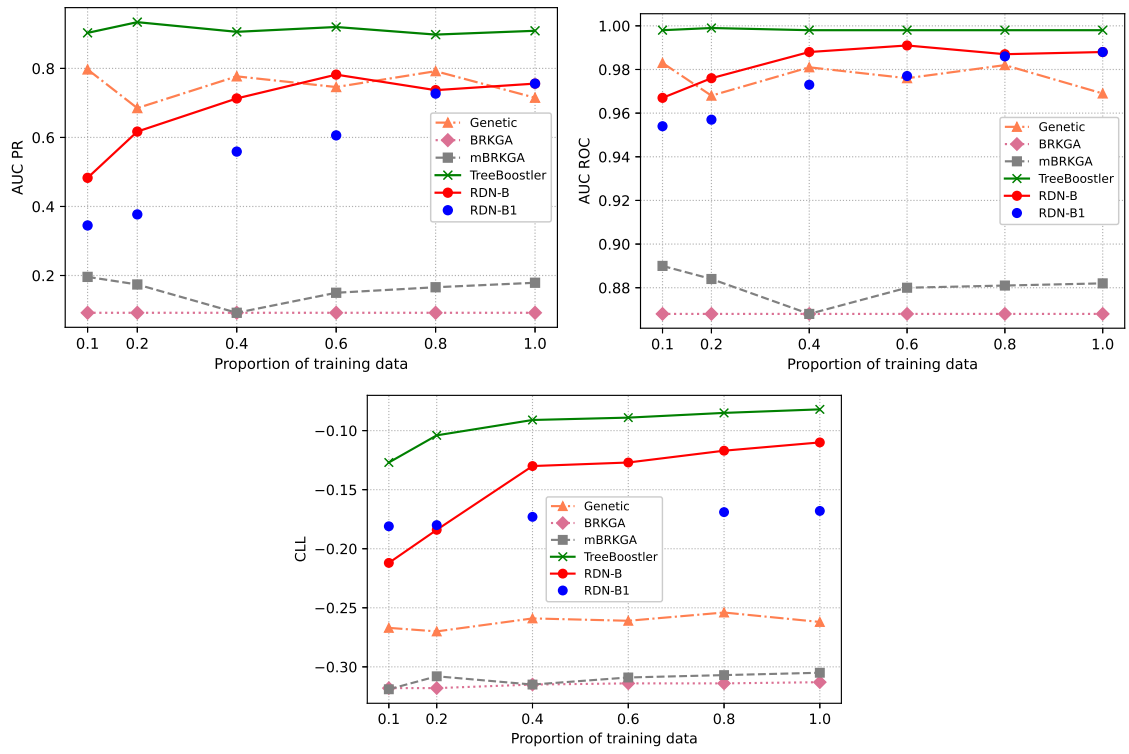 0.8
0.6
0.4
0.2
AUC PR
0.1 0.2 0.4 0.6 0.8 1.0
Proportion of training data
Genetic
BRKGA
mBRKGA
TreeBoostler
RDN-B
RDN-B1
1.00
0.98
0.96
0.94
0.92
0.90
0.88
AUC ROC
0.1 0.2 0.4 0.6 0.8 1.0
Proportion of training data
Genetic
BRKGA
mBRKGA
TreeBoostler
RDN-B
RDN-B1
−0.10
−0.15
−0.20
−0.25
−0.30
CLL
0.1 0.2 0.4 0.6 0.8 1.0
Proportion of training data
Genetic
BRKGA
mBRKGA
TreeBoostler
RDN-B
RDN-B1